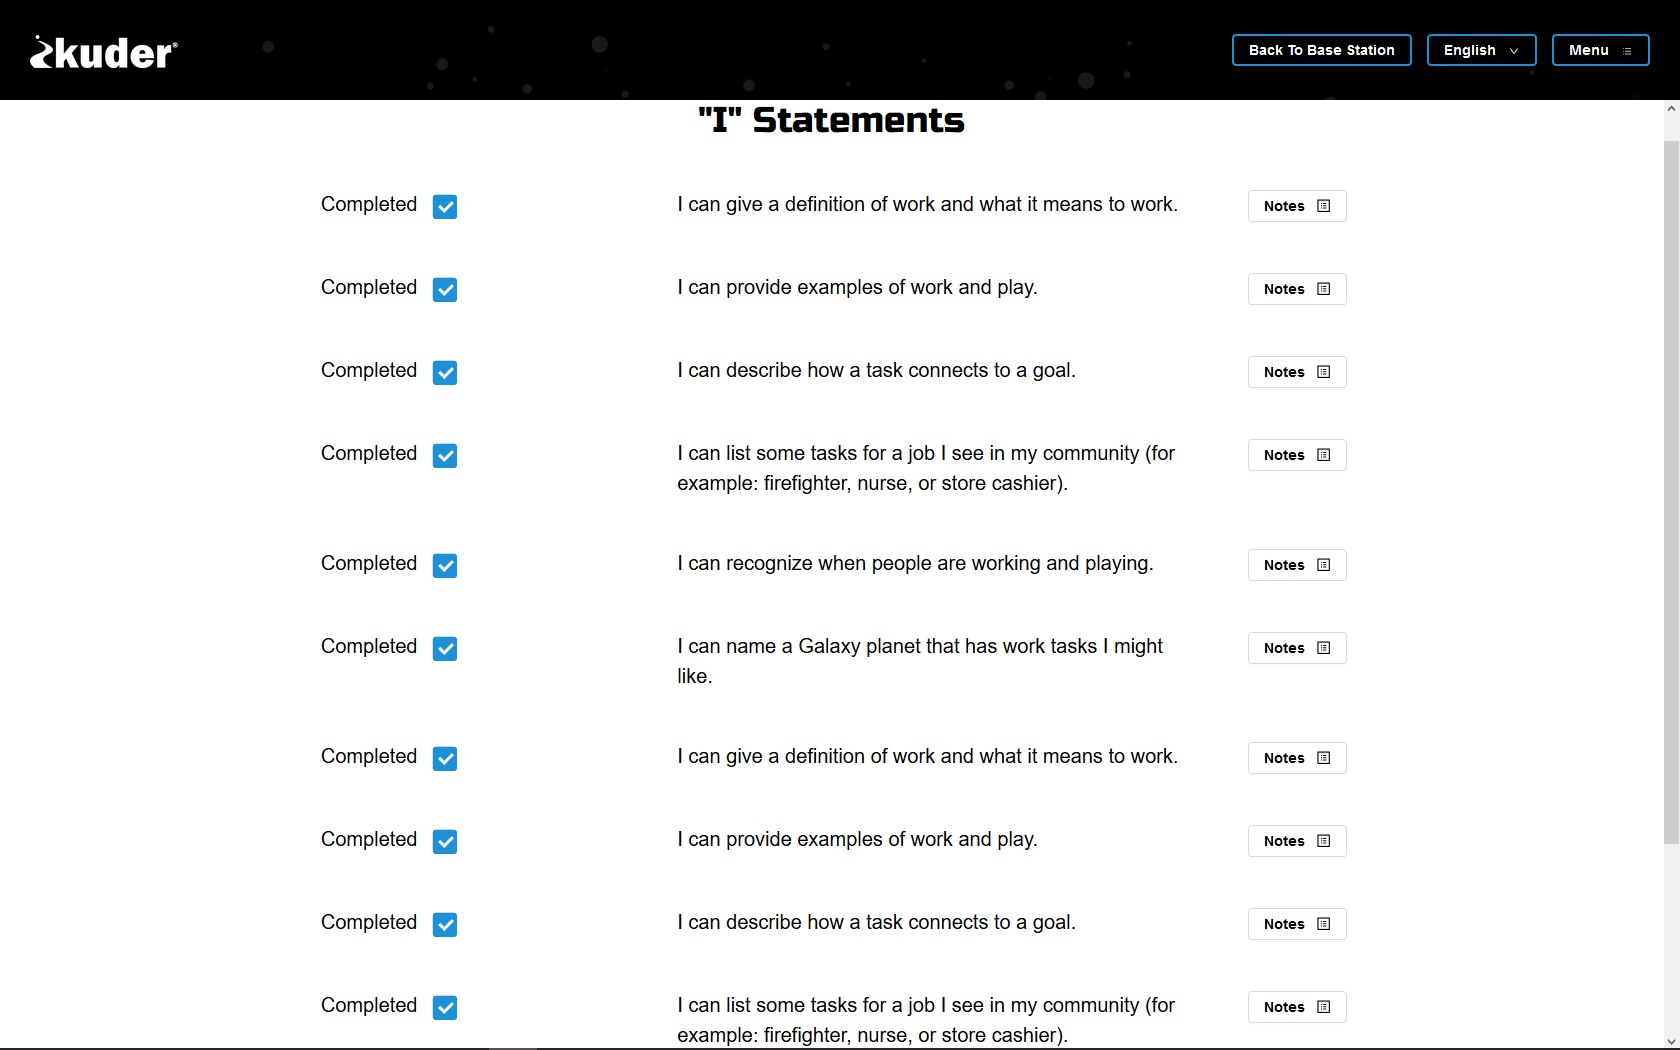 kuder®
Back To Base Station
English
Menu
"I" Statements
Completed
I can give a definition of work and what it means to work.
Notes
Completed
I can provide examples of work and play.
Notes
Completed
I can describe how a task connects to a goal.
Notes
Completed
I can list some tasks for a job I see in my community (for
example: firefighter, nurse, or store cashier).
Notes
Completed
I can recognize when people are working and playing.
Notes
Completed
I can name a Galaxy planet that has work tasks I might
like.
Notes
Completed
I can give a definition of work and what it means to work.
Notes
Completed
I can provide examples of work and play.
Notes
Completed
I can describe how a task connects to a goal.
Notes
Completed
I can list some tasks for a job I see in my community (for
example: firefighter, nurse, or store cashier).
Notes